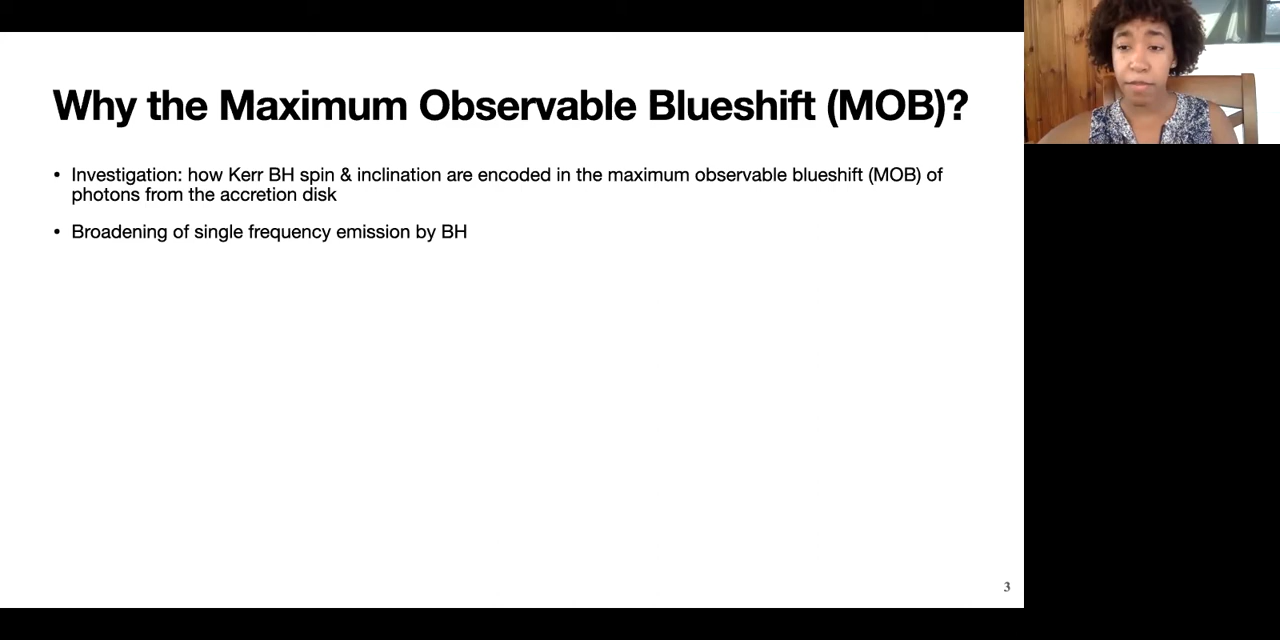 Why the Maximum Observable Blueshift (MOB)?
• Investigation: how Kerr BH spin & inclination are encoded in the maximum observable blueshift (MOB) of
photons from the accretion disk
• Broadening of single frequency emission by BH
3